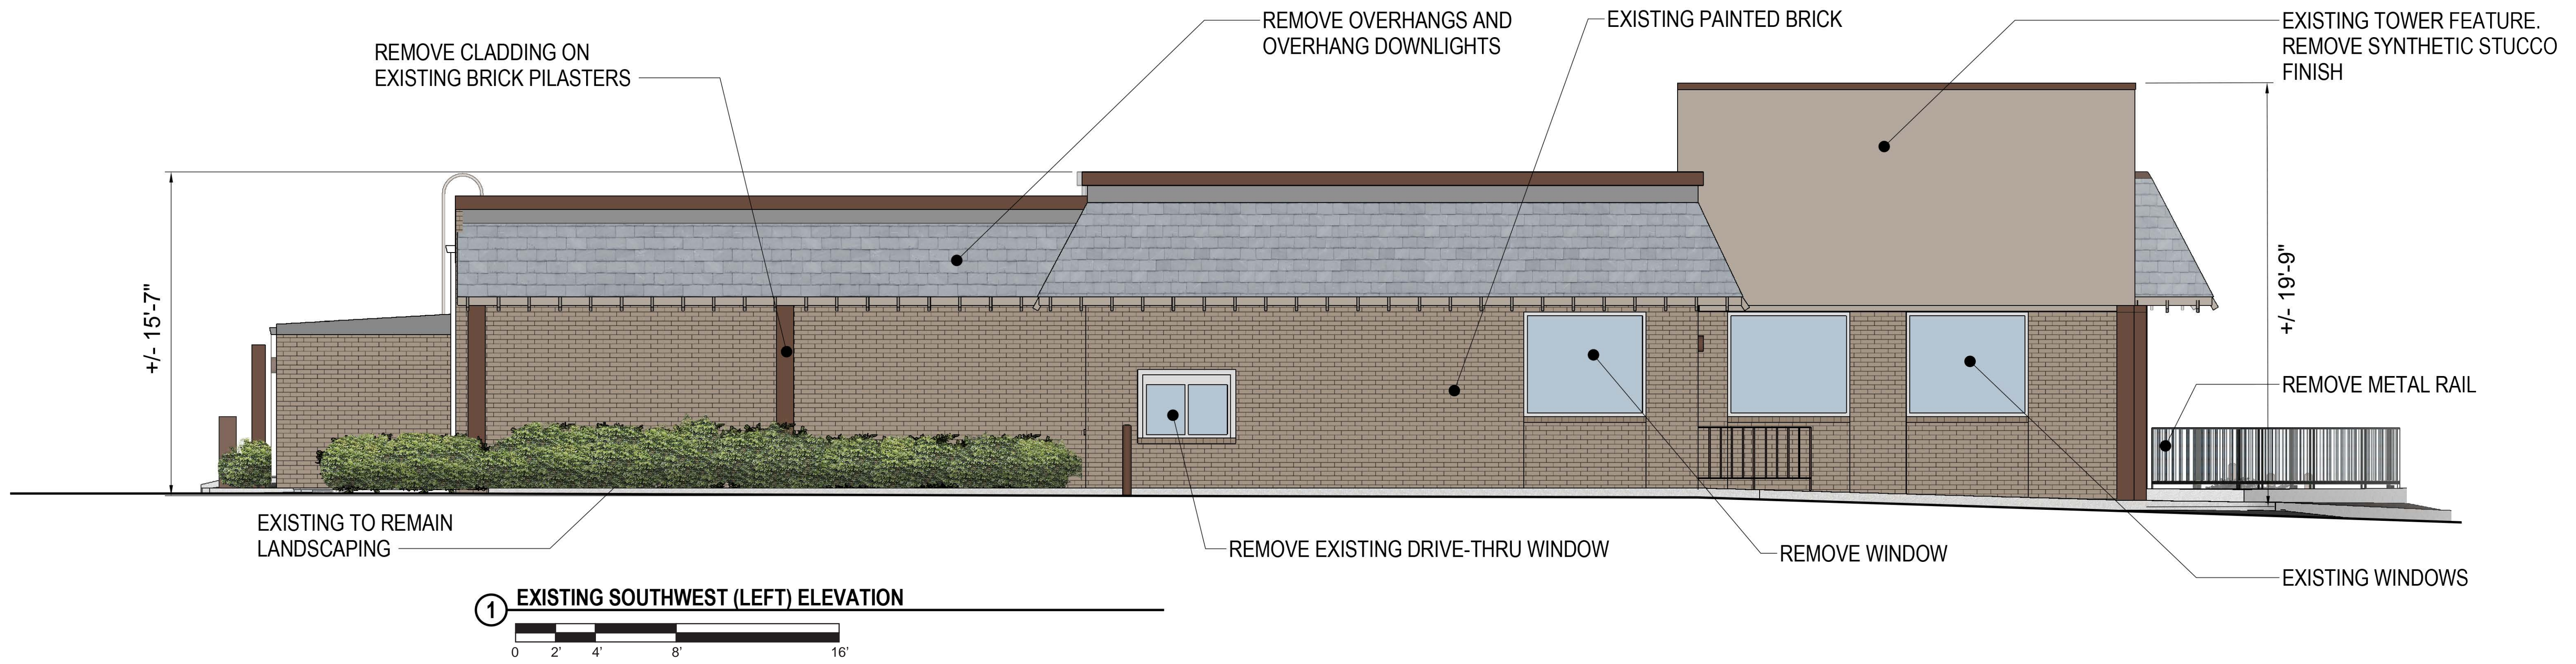 REMOVE CLADDING ON
EXISTING BRICK PILASTERS
REMOVE OVERHANGS AND
OVERHANG DOWNLIGHTS
EXISTING PAINTED BRICK
EXISTING TOWER FEATURE.
REMOVE SYNTHETIC STUCCO
FINISH
+/- 15'-7"
+/- 19'-9"
REMOVE METAL RAIL
EXISTING TO REMAIN
LANDSCAPING
REMOVE EXISTING DRIVE-THRU WINDOW
REMOVE WINDOW
EXISTING WINDOWS
1 EXISTING SOUTHWEST (LEFT) ELEVATION
0 2' 4' 8' 16'